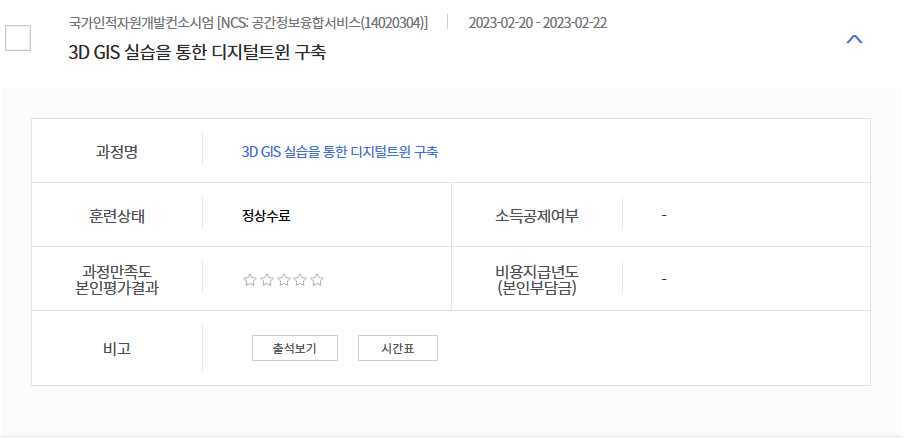 국가인적자원개발컨소시엄 [NCS: 공간정보융합서비스(14020304)] 2023-02-20 - 2023-02-22
3D GIS 실습을 통한 디지털트윈 구축
과정명 3D GIS 실습을 통한 디지털트윈 구축
훈련상태 정상수료 소득공제여부 -
과정만족도 비용지급년도
본인평가결과 (본인부담금) -
비고 출석보기 시간표